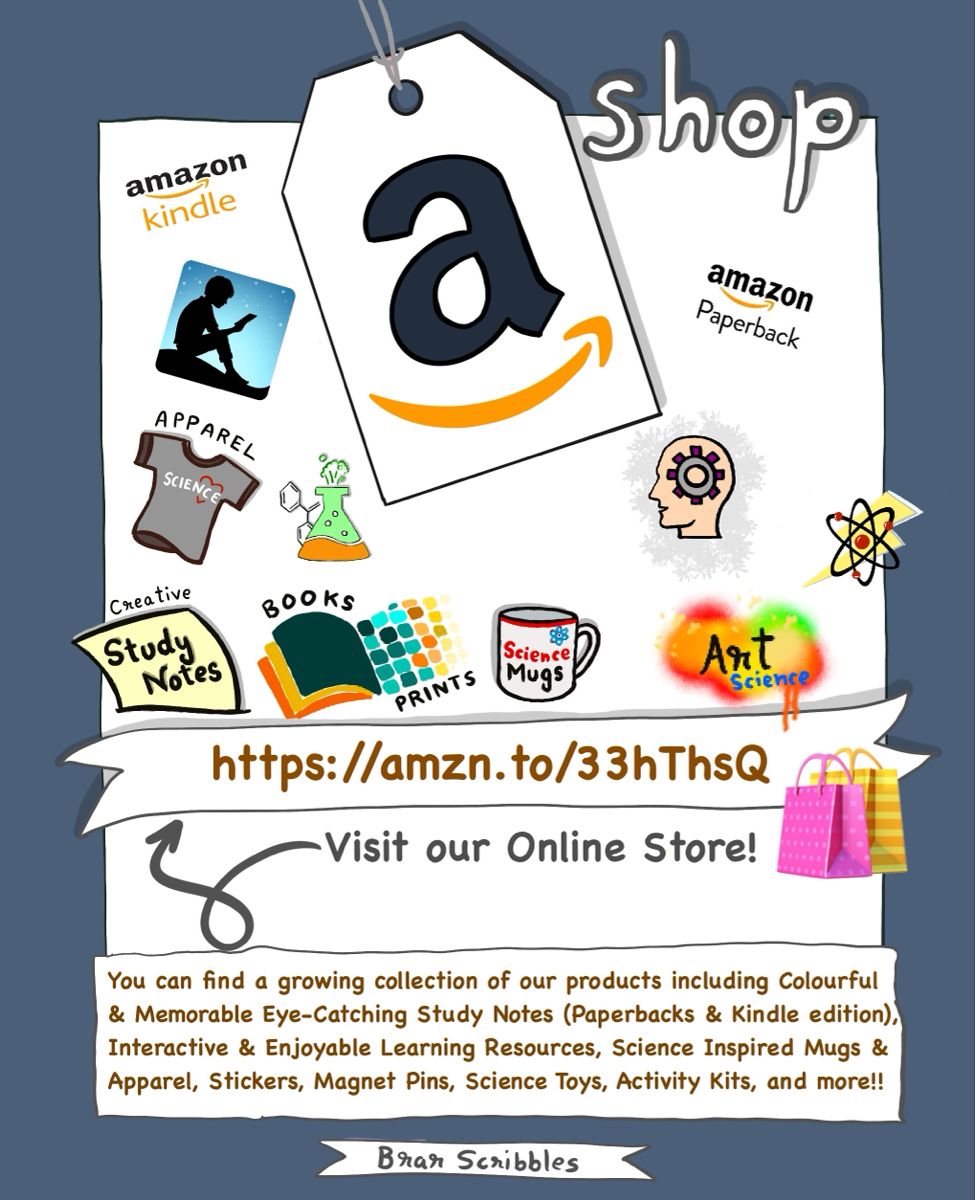 shop
amazon
kindle
a
amazon
Paperback
APPAREL
SCIENCE
Creative
Study
Notes
BOOKS
PRINTS
Science
Mugs
Art
Science
https://amzn.to/33hThsQ
Visit our Online Store!
You can find a growing collection of our products including Colourful
& Memorable Eye-Catching Study Notes (Paperbacks & Kindle edition),
Interactive & Enjoyable Learning Resources, Science Inspired Mugs &
Apparel, Stickers, Magnet Pins, Science Toys, Activity Kits, and more!!
Brar Scribbles